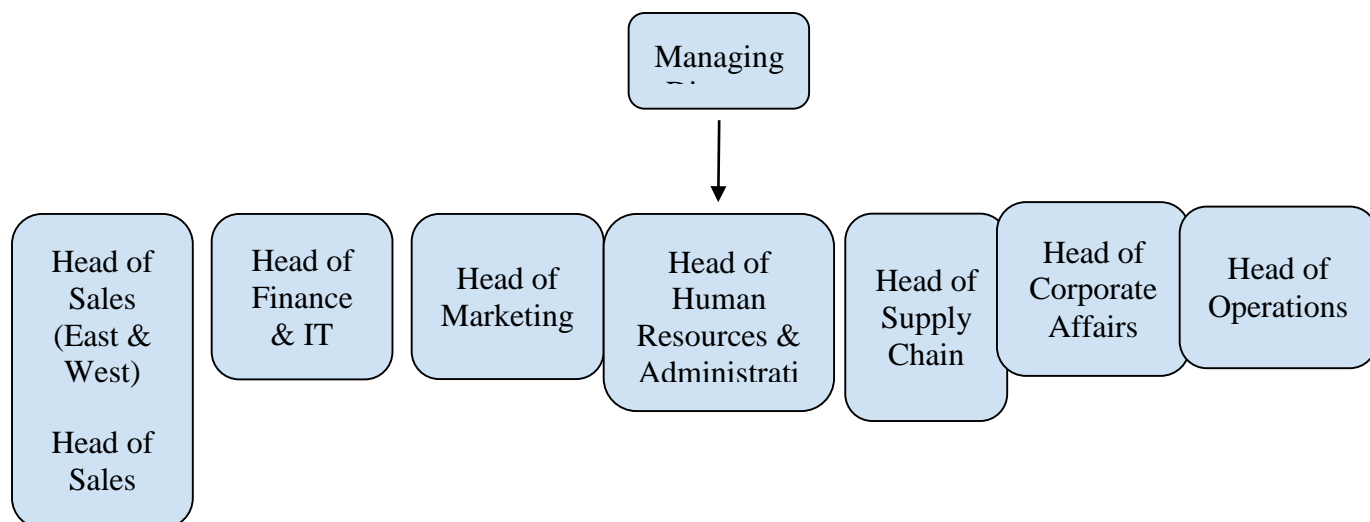 Managing
Head of
Sales
(East &
West)
Head of
Sales
Head of
Finance
& IT
Head of
Marketing
Head of
Human
Resources &
Administrati
Head of
Supply
Chain
Head of
Corporate
Affairs
Head of
Operations